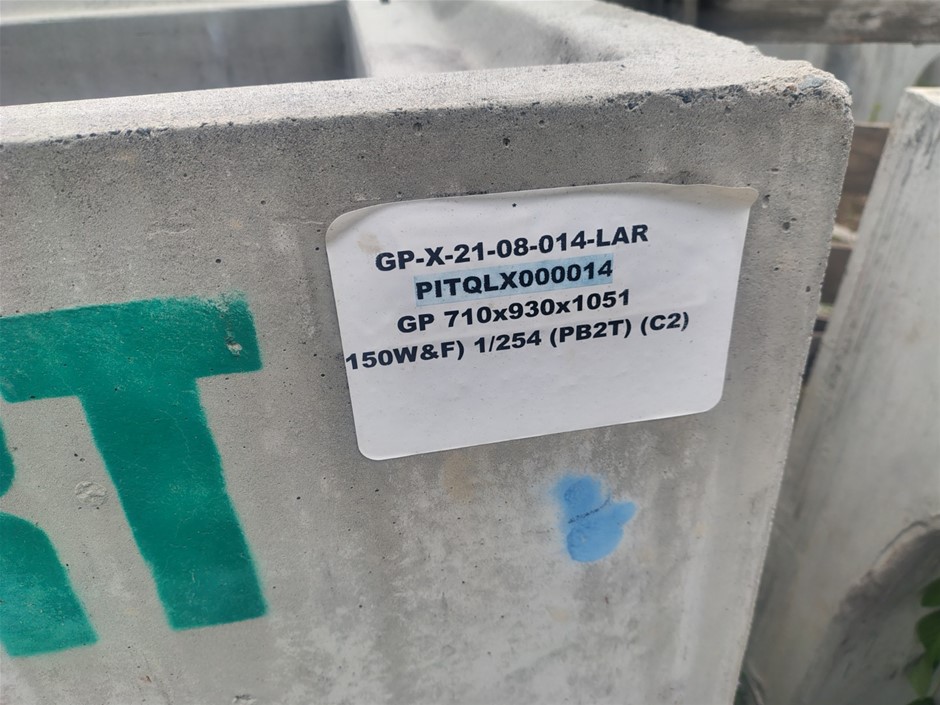 GP-X-21-08-014-LAR
PITQLX000014
GP 710x930x1051
150W&F) 1/254 (PB2T) (C2)
RT